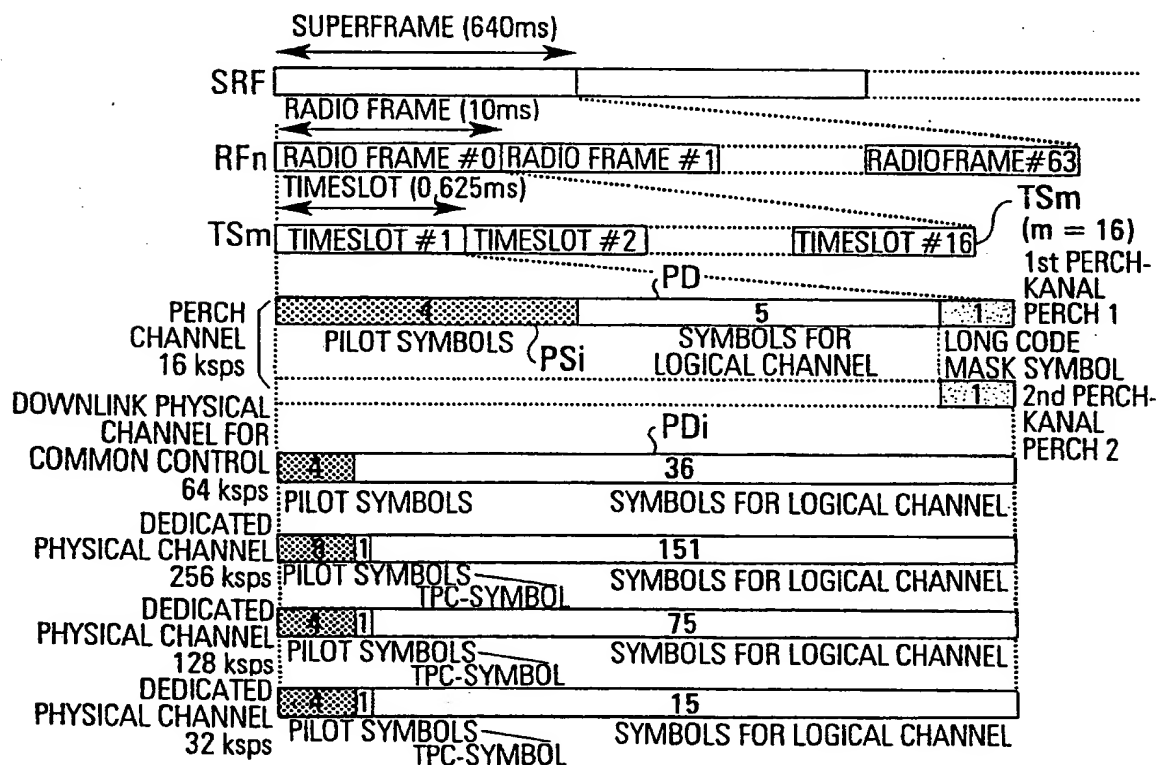 SUPERFRAME (640ms)
SRF
RADIO FRAME (10ms)
RFn
RADIO FRAME #0
RADIO FRAME #1
RADIOFRAME#63
TIMESLOT (0,625ms)
TSm
TIMESLOT #1
TIMESLOT #2
TIMESLOT #16
TSm
(m = 16)
PERCH
CHANNEL
16 ksps
4
PD
5
1
1st PERCH-
KANAL
PERCH 1
PILOT SYMBOLS
PSi
SYMBOLS FOR
LOGICAL CHANNEL
LONG CODE
MASK SYMBOL
1
2nd PERCH-
KANAL
PERCH 2
DOWNLINK PHYSICAL
CHANNEL FOR
COMMON CONTROL
64 ksps
PDi
4
36
PILOT SYMBOLS
SYMBOLS FOR LOGICAL CHANNEL
DEDICATED
PHYSICAL CHANNEL
256 ksps
8
1
151
PILOT SYMBOLS
TPC-SYMBOL
SYMBOLS FOR LOGICAL CHANNEL
DEDICATED
PHYSICAL CHANNEL
128 ksps
4
1
75
PILOT SYMBOLS
TPC-SYMBOL
SYMBOLS FOR LOGICAL CHANNEL
DEDICATED
PHYSICAL CHANNEL
32 ksps
4
1
15
PILOT SYMBOLS
TPC-SYMBOL
SYMBOLS FOR LOGICAL CHANNEL